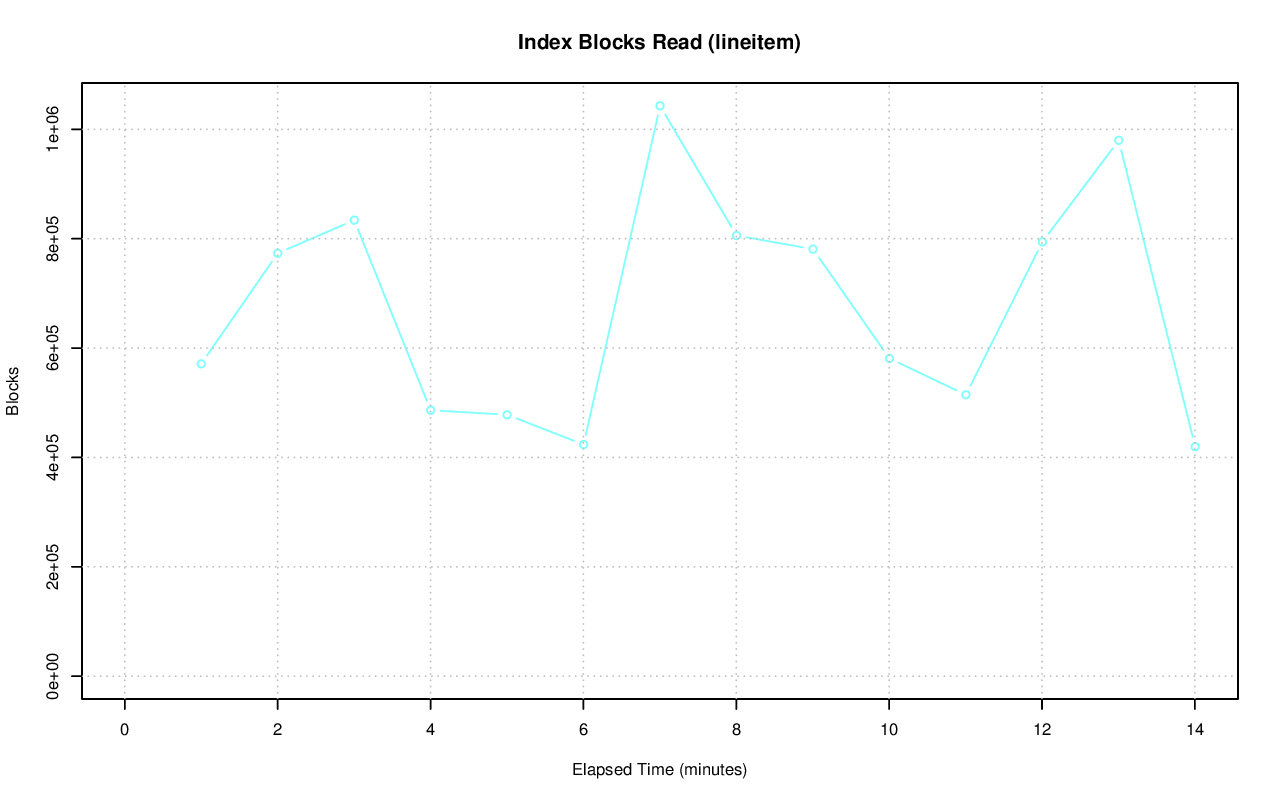 Index Blocks Read (lineitem)
Blocks
1e+06
8e+05
6e+05
4e+05
2e+05
0e+00
0 2 4 6 8 10 12 14
Elapsed Time (minutes)